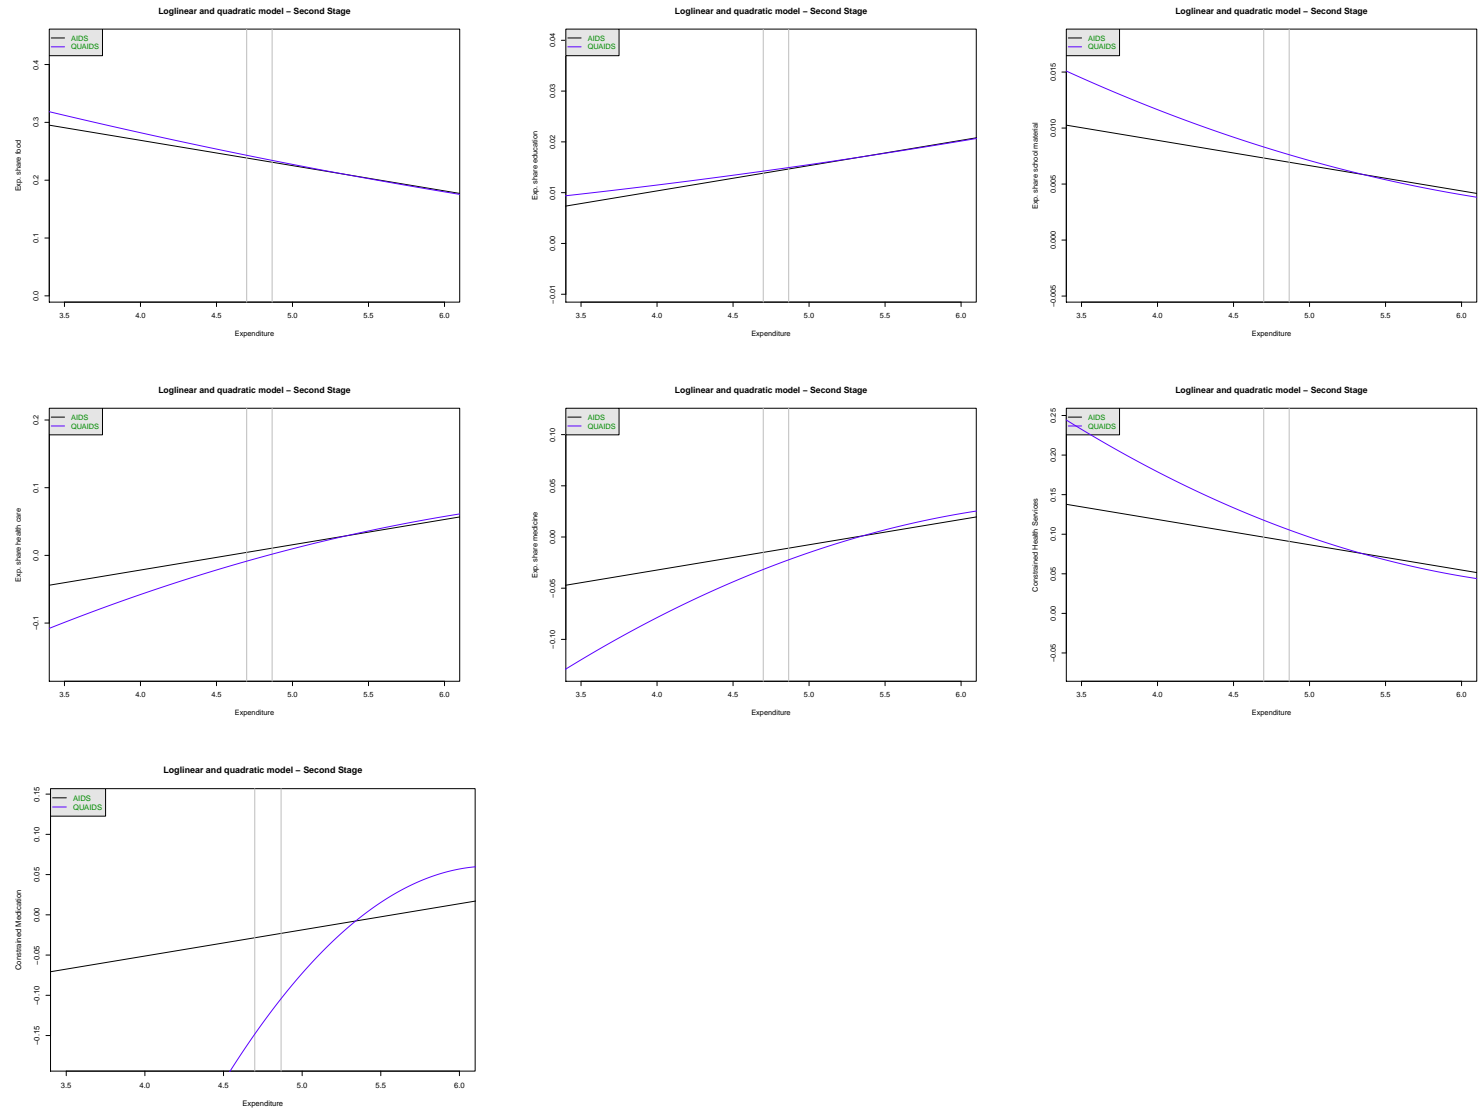 Loglinear and quadratic model – Second Stage
AIDS
QUAIDS
Exp. share food
0.0 0.1 0.2 0.3 0.4
3.5 4.0 4.5 5.0 5.5 6.0
Expenditure
Loglinear and quadratic model – Second Stage
AIDS
QUAIDS
Exp. share education
−0.01 0.00 0.01 0.02 0.03 0.04
3.5 4.0 4.5 5.0 5.5 6.0
Expenditure
Loglinear and quadratic model – Second Stage
AIDS
QUAIDS
Exp. share school material
−0.005 0.000 0.005 0.010 0.015
3.5 4.0 4.5 5.0 5.5 6.0
Expenditure
Loglinear and quadratic model – Second Stage
AIDS
QUAIDS
Exp. share health care
−0.1 0.0 0.1 0.2
3.5 4.0 4.5 5.0 5.5 6.0
Expenditure
Loglinear and quadratic model – Second Stage
AIDS
QUAIDS
Exp. share medicine
−0.10 −0.05 0.00 0.05 0.10
3.5 4.0 4.5 5.0 5.5 6.0
Expenditure
Loglinear and quadratic model – Second Stage
AIDS
QUAIDS
Constrained Health Services
−0.05 0.00 0.05 0.10 0.15 0.20 0.25
3.5 4.0 4.5 5.0 5.5 6.0
Expenditure
Loglinear and quadratic model – Second Stage
AIDS
QUAIDS
Constrained Medication
−0.15 −0.10 −0.05 0.00 0.05 0.10 0.15
3.5 4.0 4.5 5.0 5.5 6.0
Expenditure